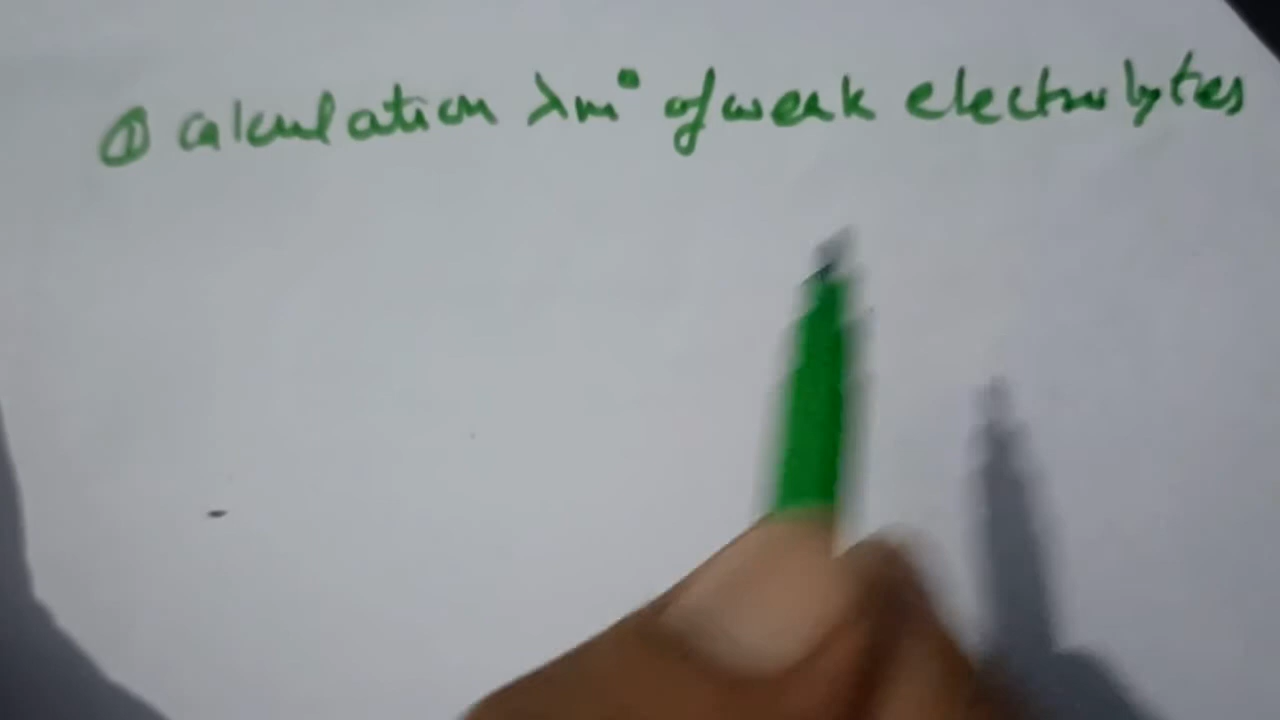 ① calculation λm° of weak electrolytes